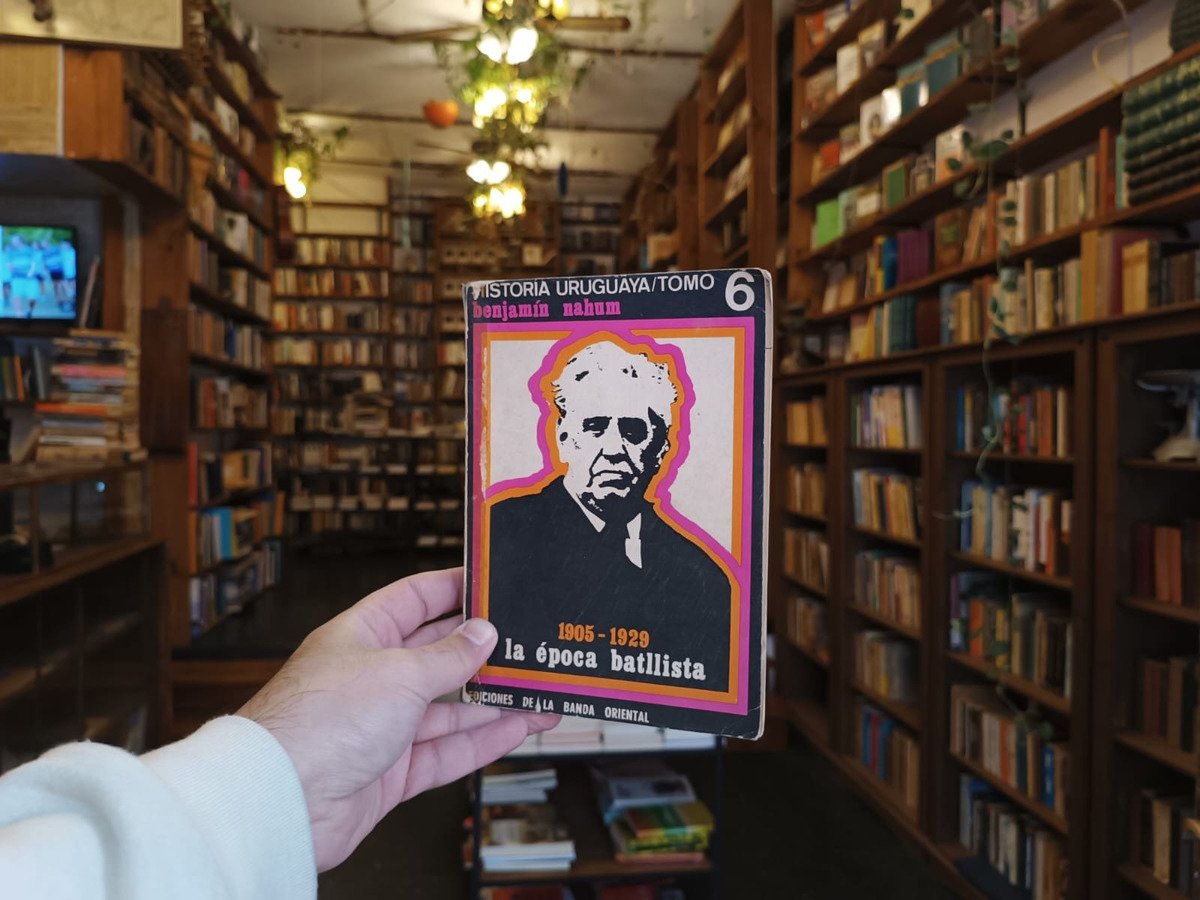 HISTORIA URUGUAYA/TOMO 6
benjamín nahum
1905 - 1929
la época batllista
EDICIONES DE LA BANDA ORIENTAL